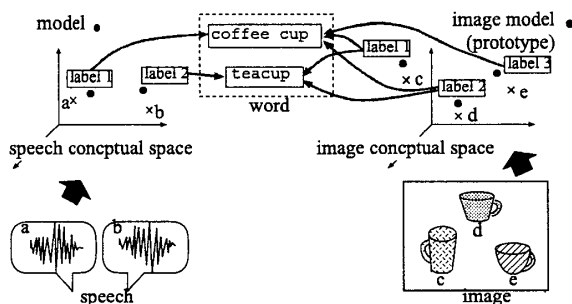 model
coffee cup
image model
(prototype)
label 1
label 2
teacup
label 1
label 3
label 2
a
b
c
e
d
word
speech concptual space
image concptual space
a
b
d
c
e
speech
image